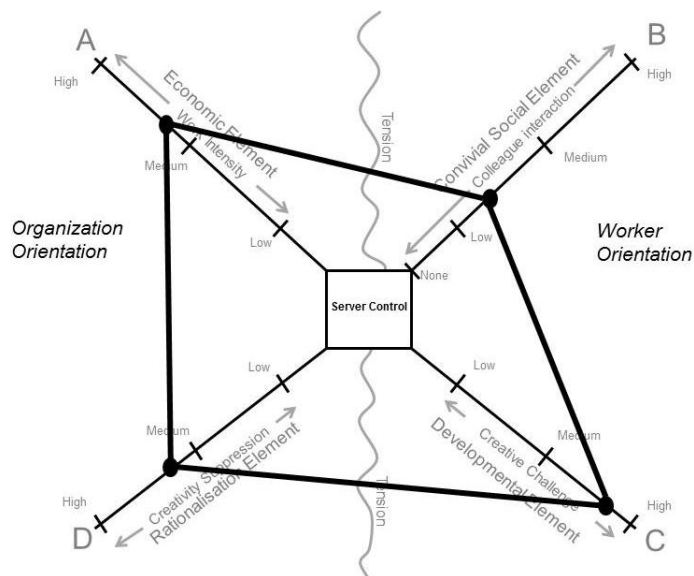 A
B
High
High
Economic Element
Work Intensity
Tension
Convivial Social Element
Colleague interaction
Medium
Medium
Organization
Orientation
Low
Low
Worker
Orientation
None
Server Control
Low
Low
Medium
Medium
Creativity Suppression
Rationalisation Element
Creative Challenge
Developmental Element
Tension
High
High
D
C